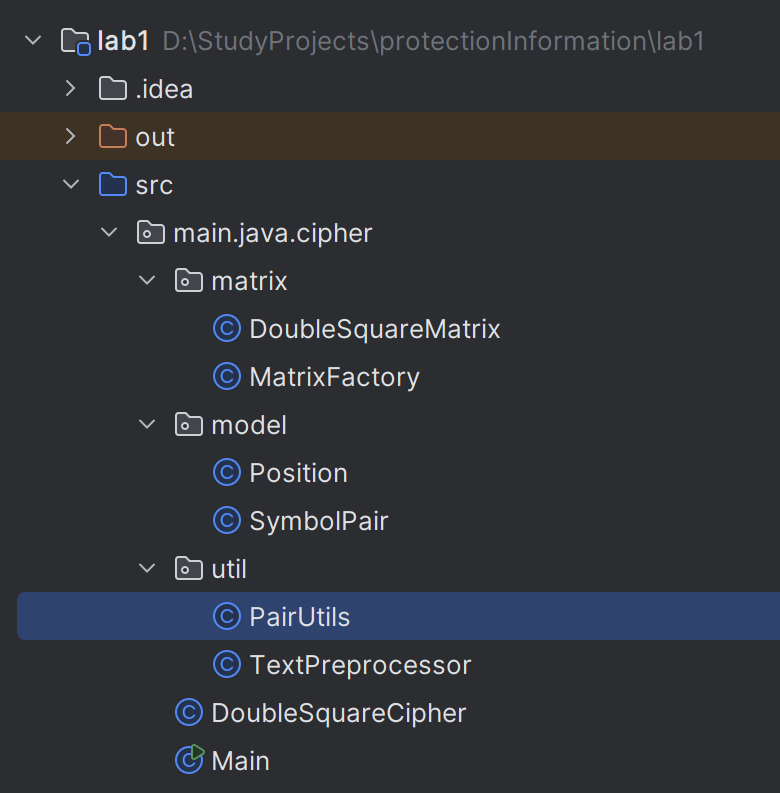 lab1 D:\StudyProjects\protectionInformation\lab1
.idea
out
src
main.java.cipher
matrix
C DoubleSquareMatrix
C MatrixFactory
model
C Position
C SymbolPair
util
C PairUtils
C TextPreprocessor
C DoubleSquareCipher
C Main